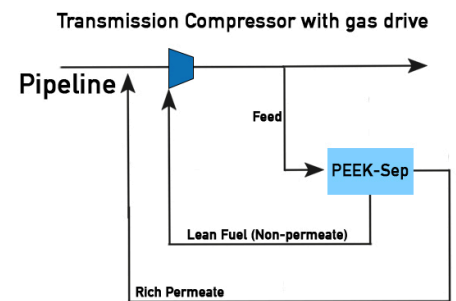 Transmission Compressor with gas drive
Pipeline
Feed
PEEK-Sep
Lean Fuel (Non-permeate)
Rich Permeate